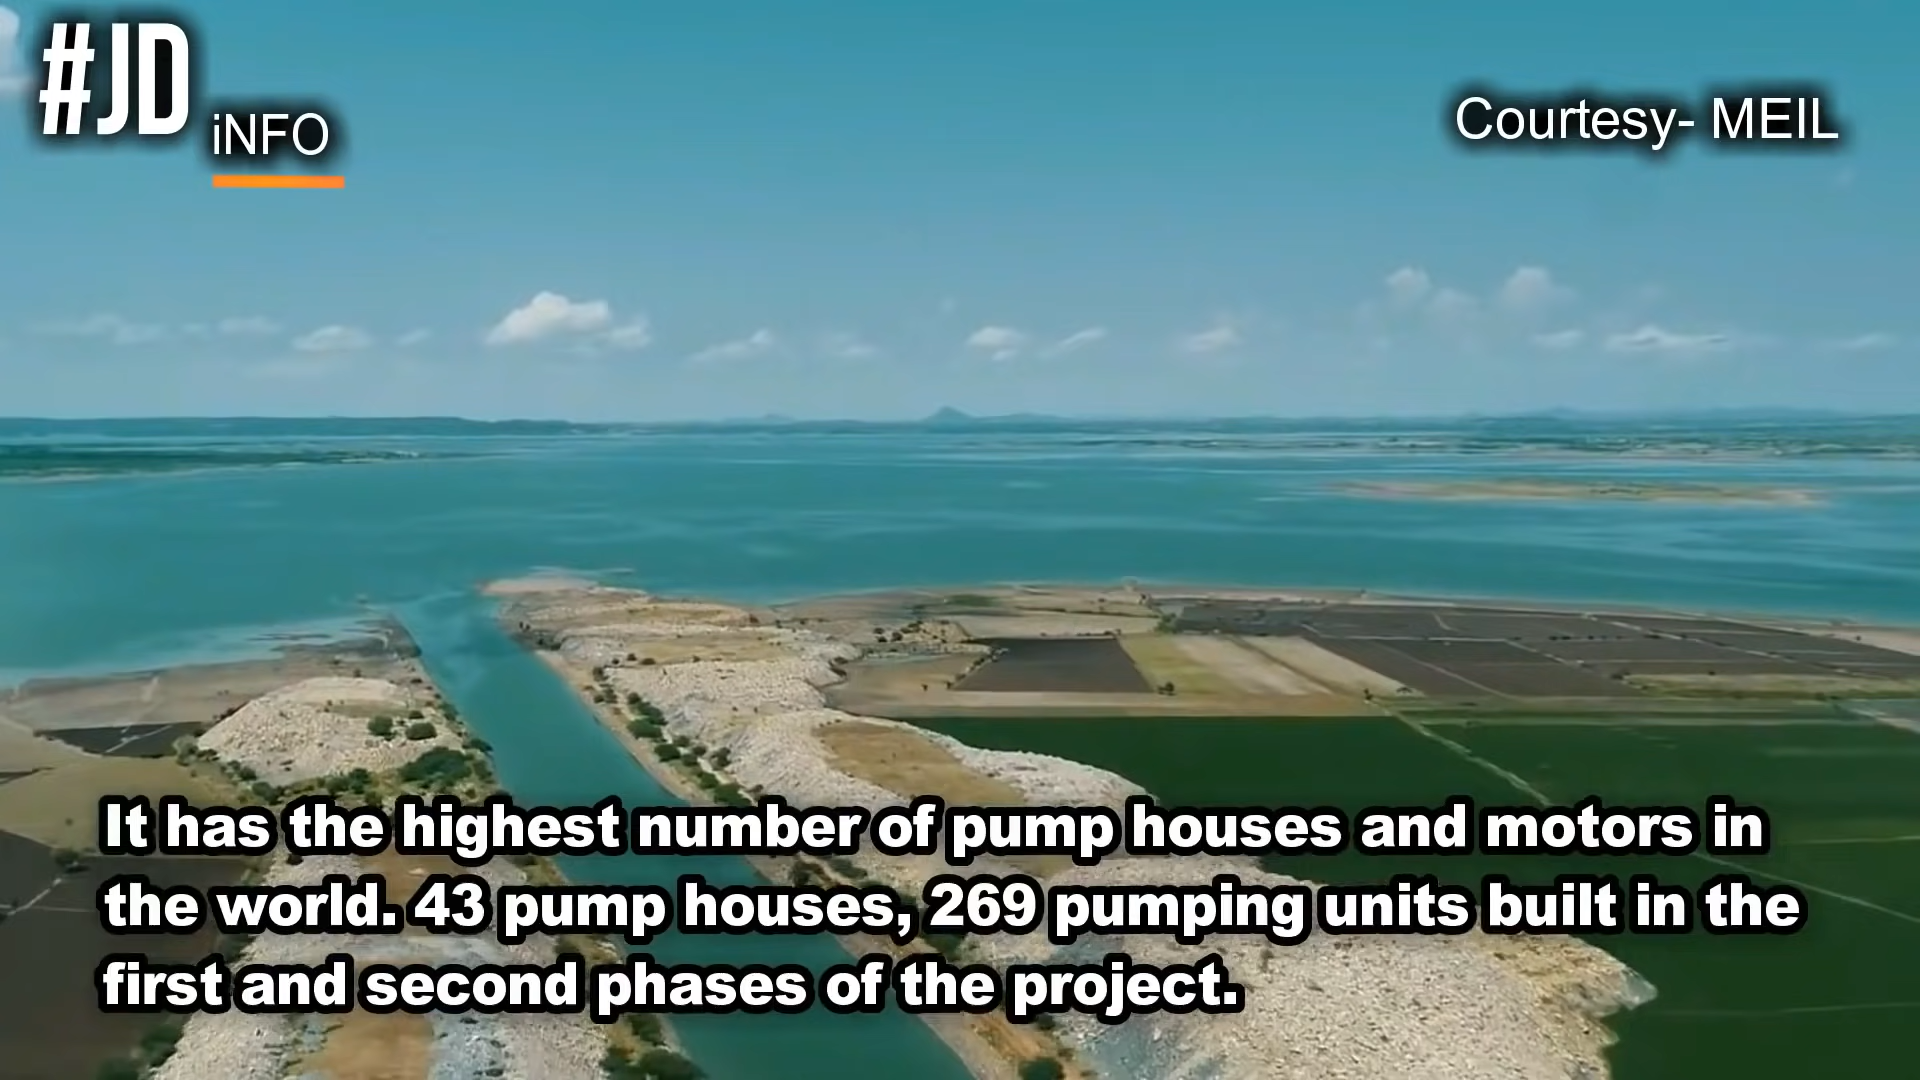 #JD
iNFO
Courtesy- MEIL
It has the highest number of pump houses and motors in
the world. 43 pump houses, 269 pumping units built in the
first and second phases of the project.